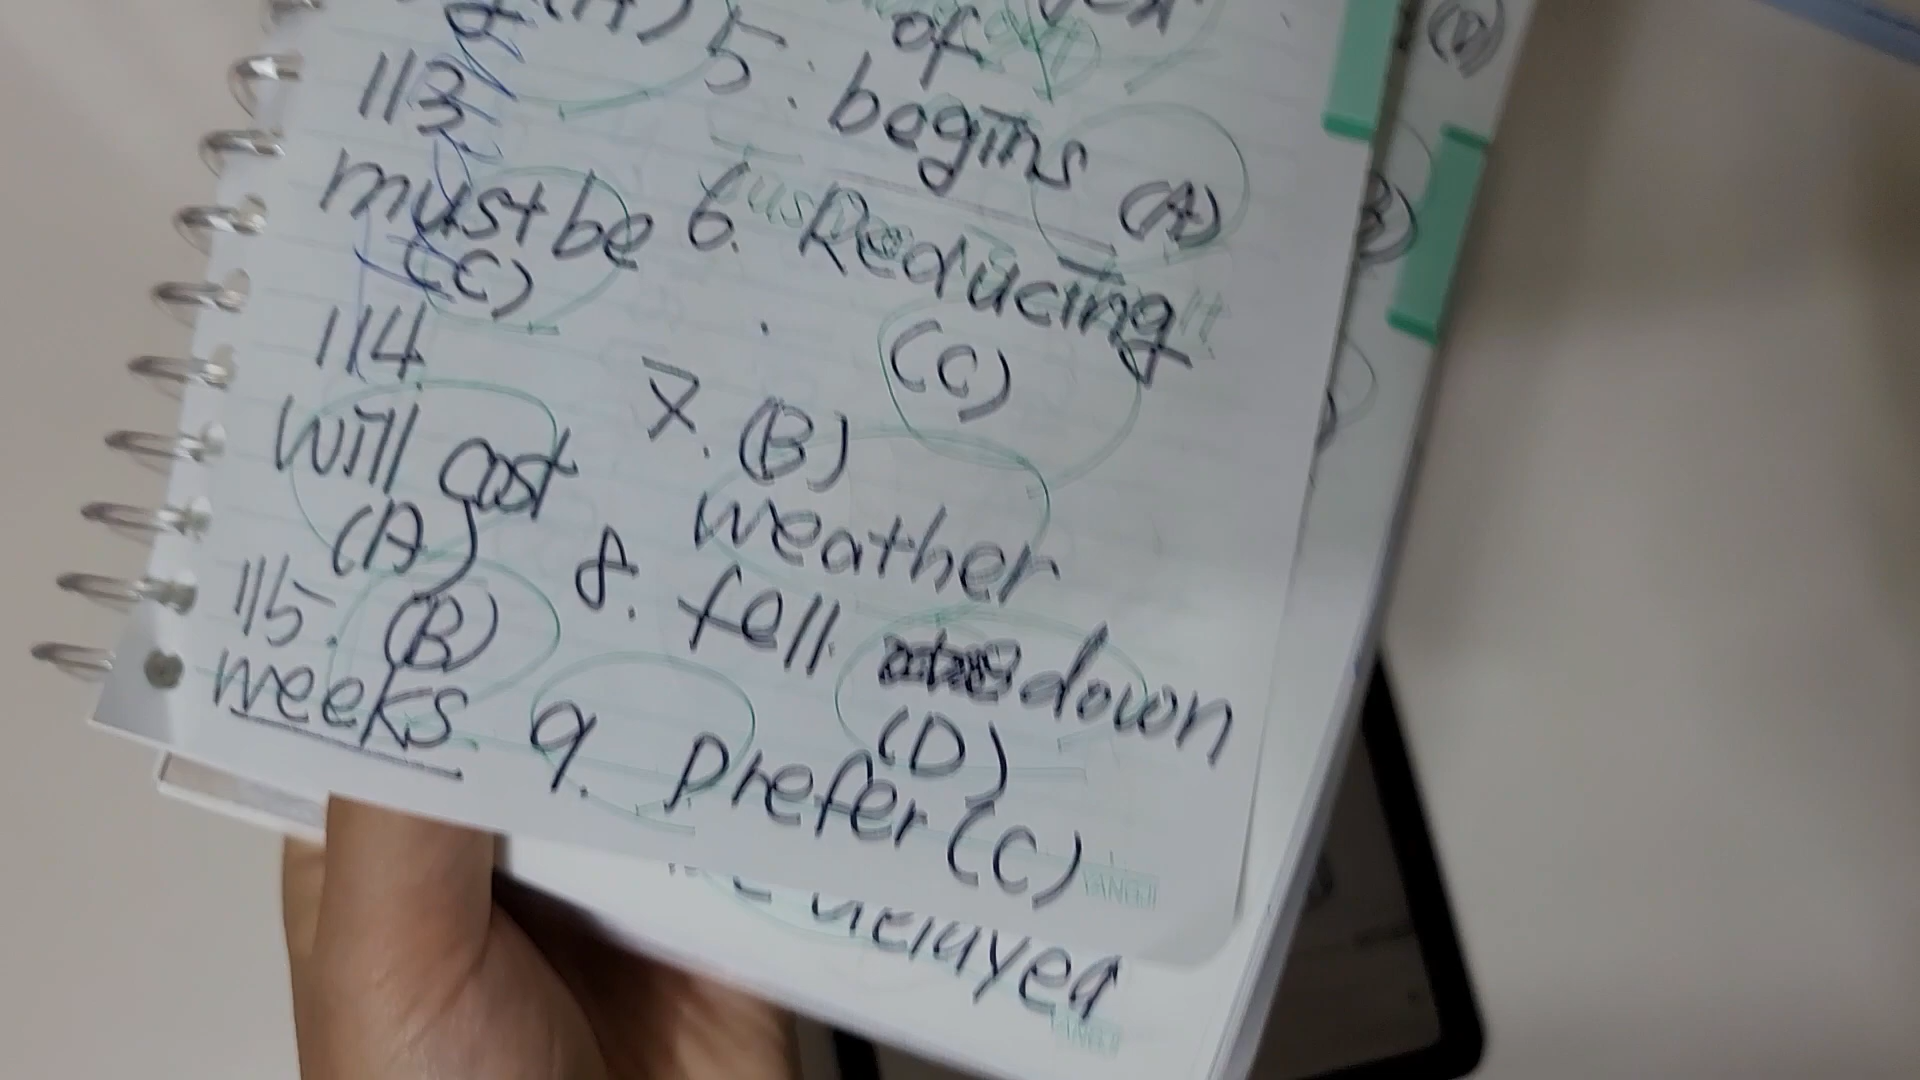 (A) 5. of
begins (A)
113
must be (C)
6. Reducing
(C)
114
will cost
(A)
7. (B)
weather
115. (B)
weeks
8. fell down
(D)
9. prefer (C)
YANGJI
delayed